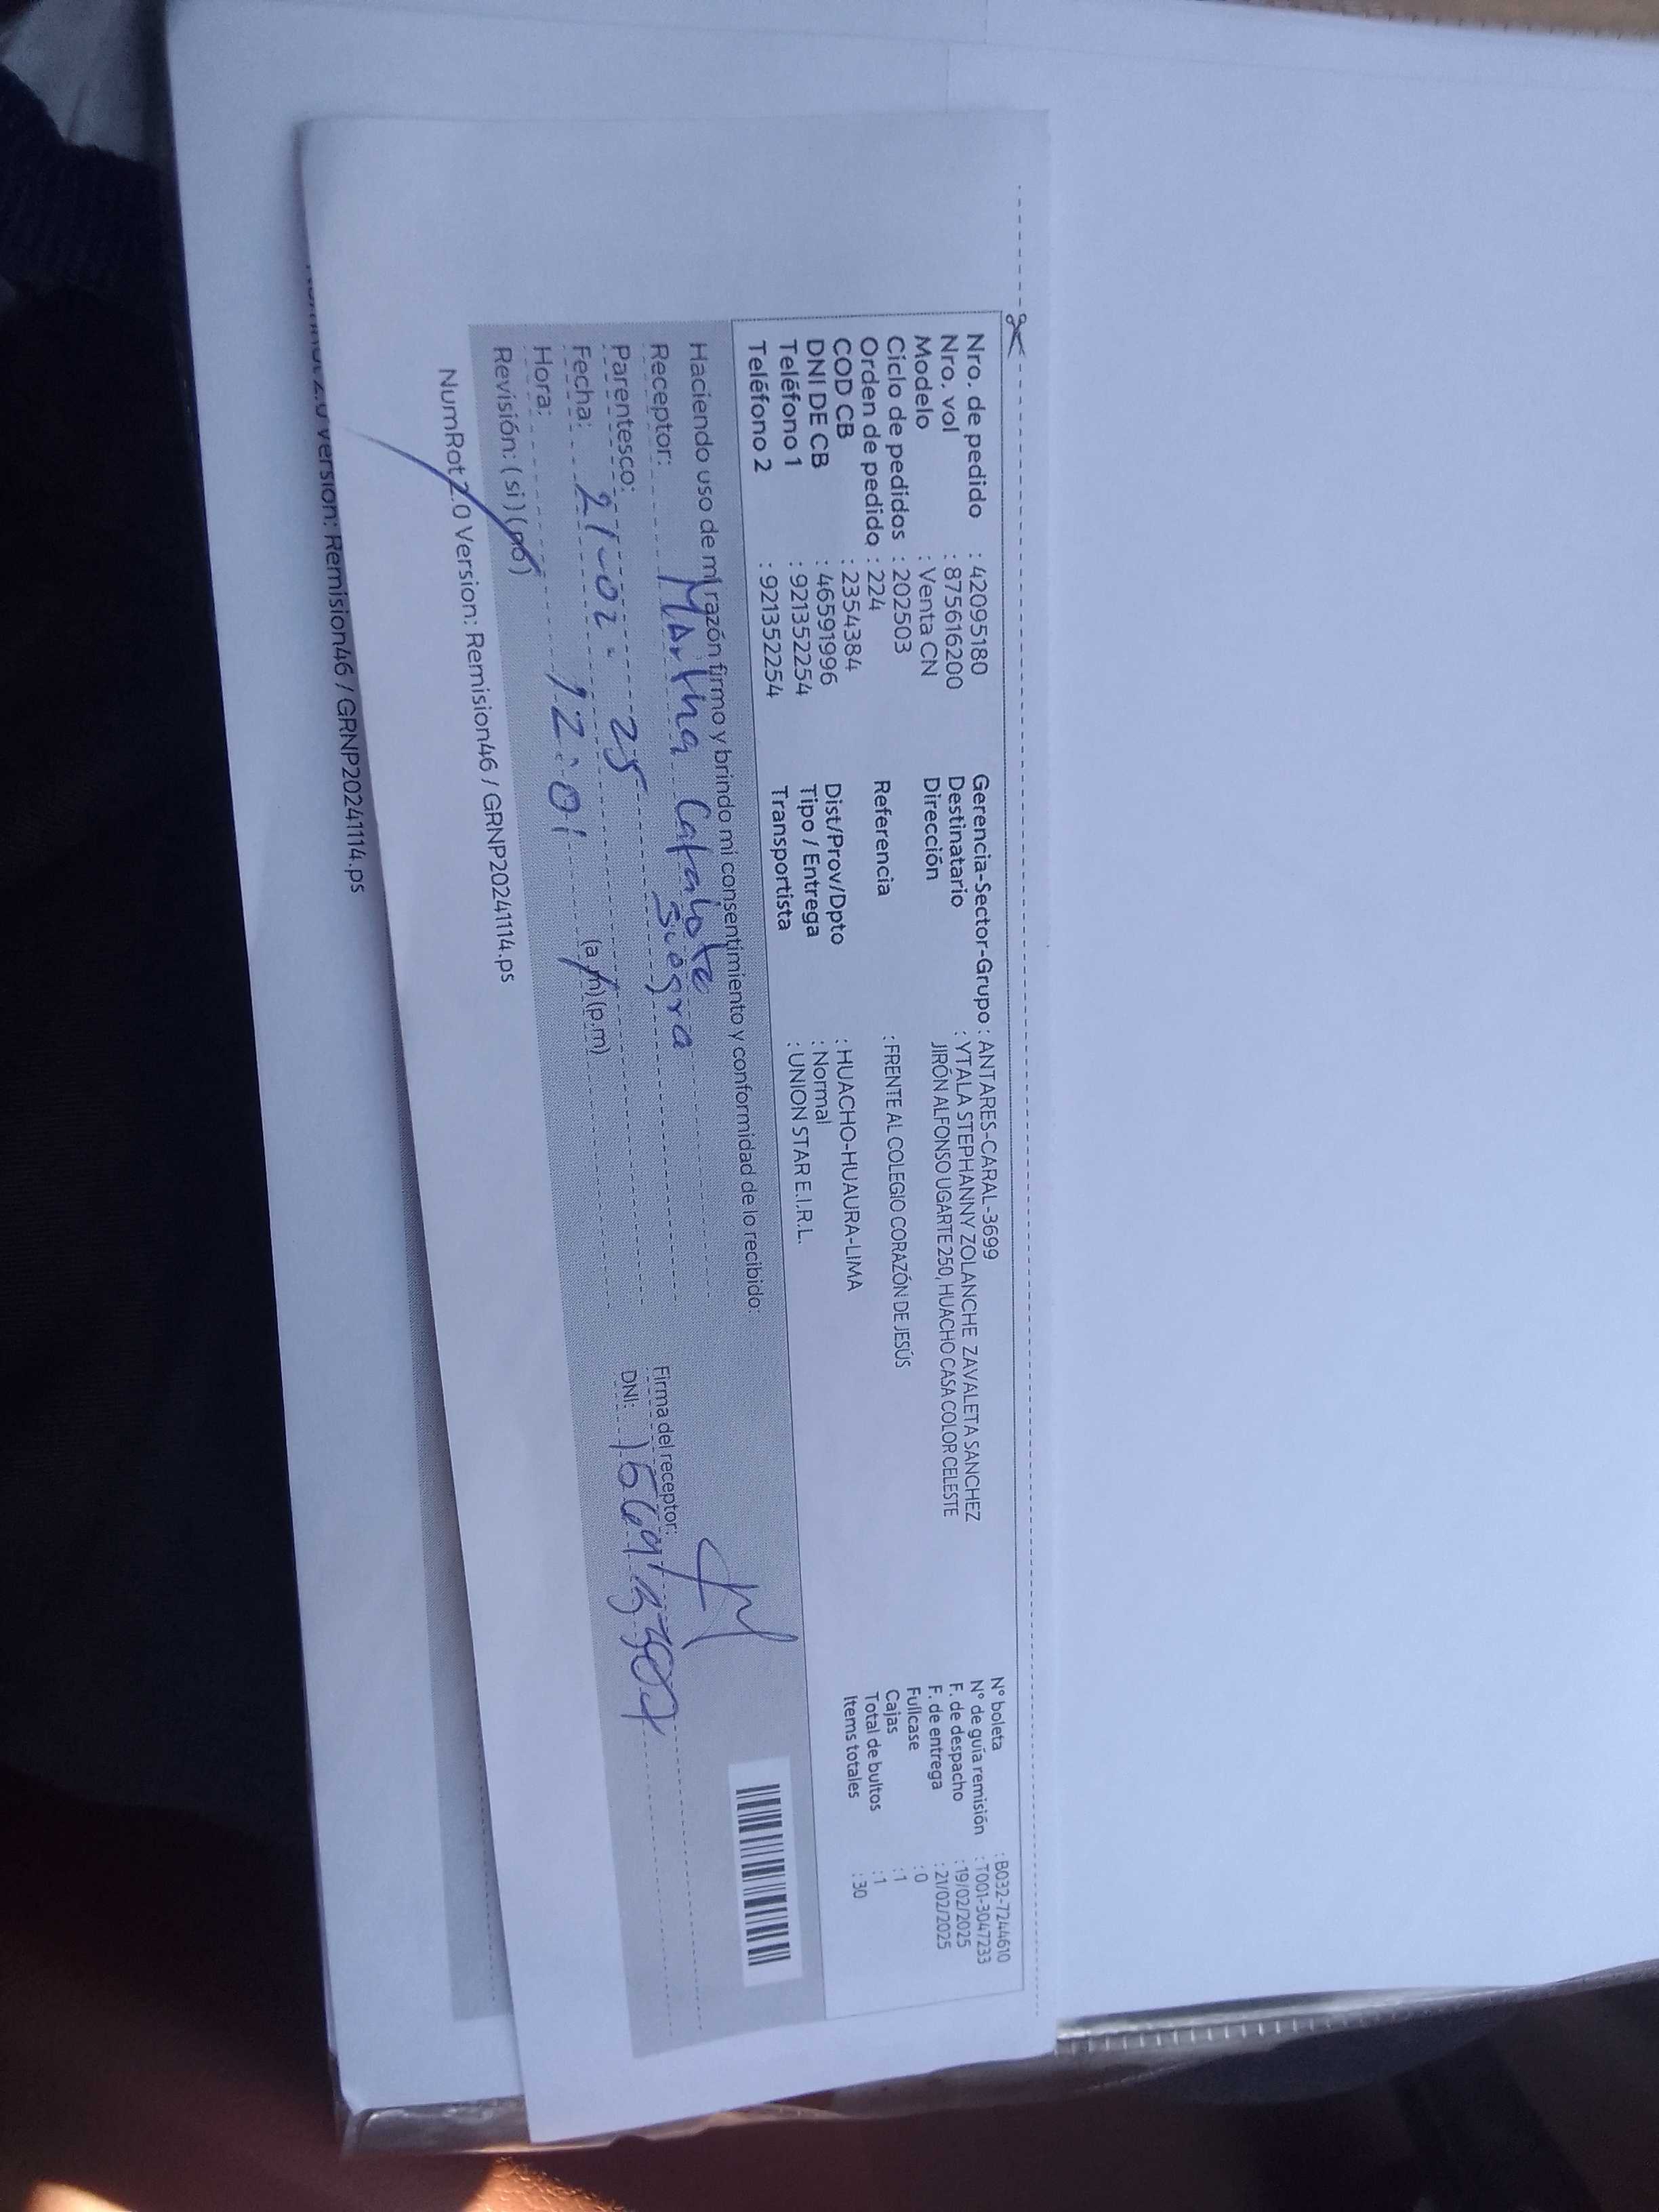 Nro. de pedido : 42095180
Nro. vol : 875616200
Modelo : Venta CN
Ciclo de pedidos : 202503
Orden de pedido : 224
COD CB : 2354384
DNI DE CB : 46591996
Teléfono 1 : 921352254
Teléfono 2 : 921352254
Gerencia-Sector-Grupo : ANTARES-CARAL-3699
Destinatario : YTALA STEPHANNY ZOLANCHE ZAVALETA SANCHEZ
Dirección JIRÓN ALFONSO UGARTE 250, HUACHO CASA COLOR CELESTE
Referencia : FRENTE AL COLEGIO CORAZÓN DE JESÚS
Dist/Prov/Dpto : HUACHO-HUAURA-LIMA
Tipo / Entrega : Normal
Transportista : UNION STAR E.I.R.L.
N° boleta : B032-7244610
N° de guía remisión : T001-3047233
F. de despacho : 19/02/2025
F. de entrega : 21/02/2025
Fullcase : 0
Cajas : 1
Total de bultos : 1
Items totales : 30
Haciendo uso de mi razón firmo y brindo mi consentimiento y conformidad de lo recibido:
Receptor: Martha
Parentesco: Suegra
Fecha: 21-02-25
Hora: 12:01 (a.m) (p.m)
Revisión: (si) (no)
Firma del receptor:
DNI:
NumRot 2.0 Version: Remision46 / GRNP20241114.ps
2.0 Version: Remision46 / GRNP20241114.ps